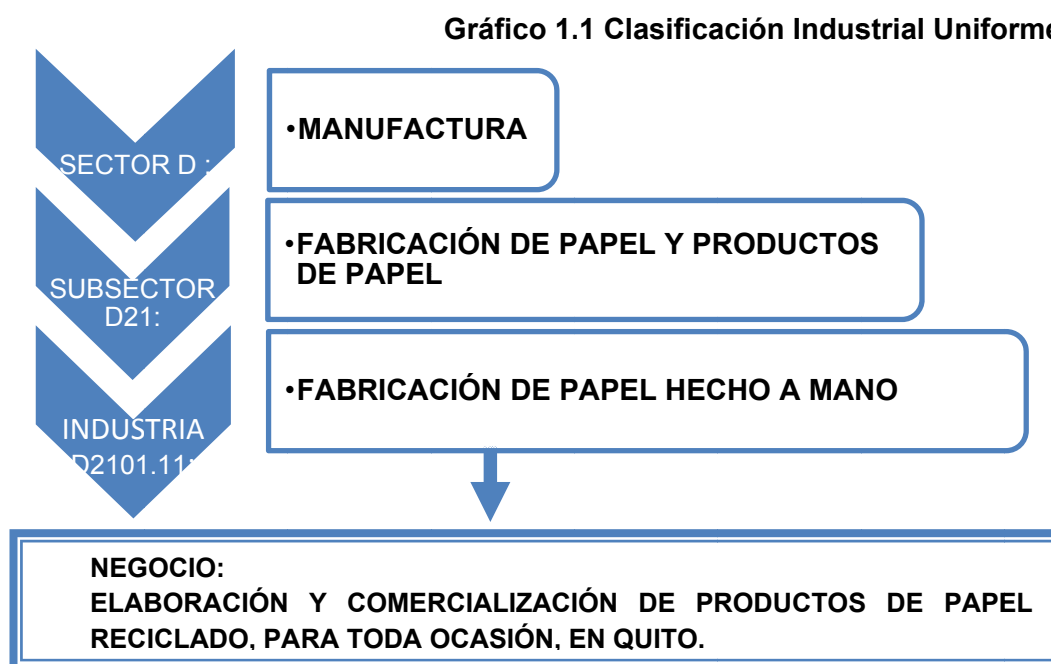 Gráfico 1.1 Clasificación Industrial Uniforme
SECTOR D :
•MANUFACTURA
SUBSECTOR
D21:
•FABRICACIÓN DE PAPEL Y PRODUCTOS
DE PAPEL
INDUSTRIA
D2101.11:
•FABRICACIÓN DE PAPEL HECHO A MANO
NEGOCIO:
ELABORACIÓN Y COMERCIALIZACIÓN DE PRODUCTOS DE PAPEL
RECICLADO, PARA TODA OCASIÓN, EN QUITO.